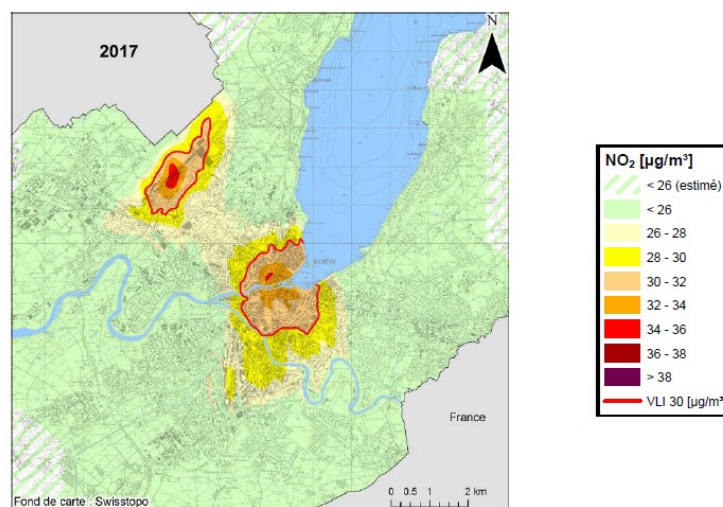 2017
N
GENÈVE
France
0 0.5 1 2 km
Fond de carte : Swisstopo
NO₂ [µg/m³]
< 26 (estimé)
< 26
26 - 28
28 - 30
30 - 32
32 - 34
34 - 36
36 - 38
> 38
VLI 30 [µg/m³